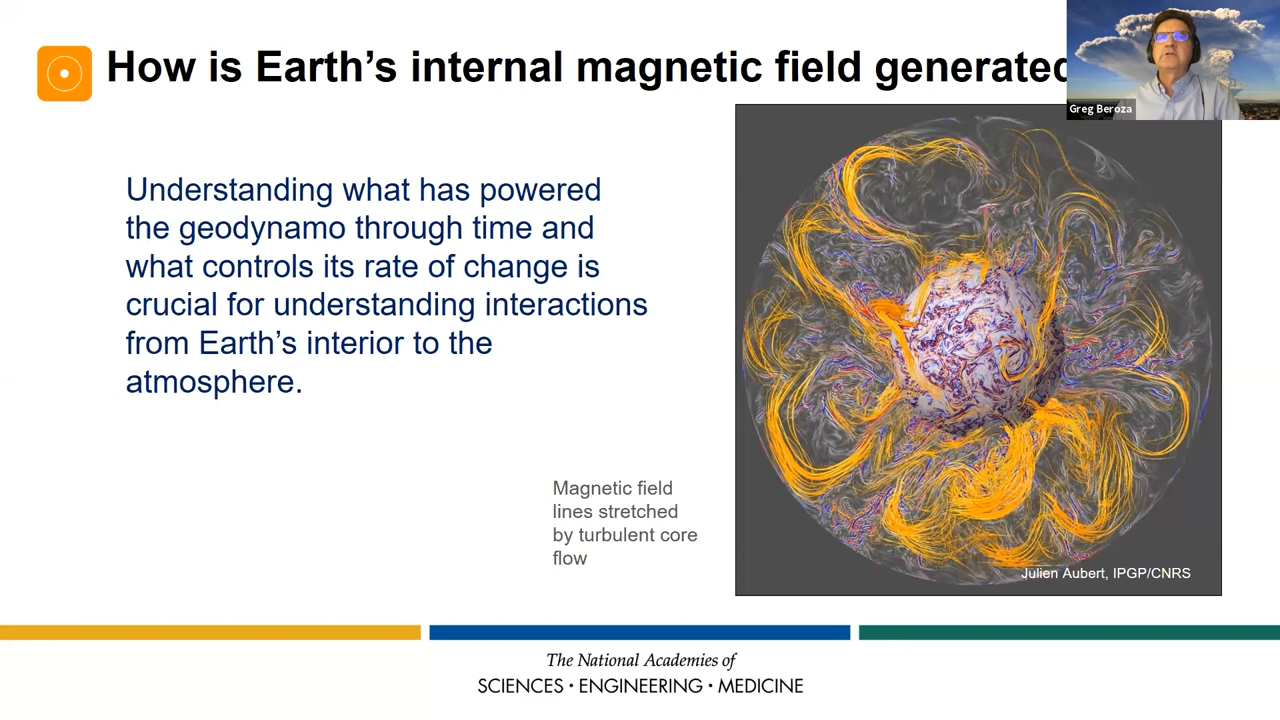 How is Earth's internal magnetic field generated
Greg Beroza
Understanding what has powered
the geodynamo through time and
what controls its rate of change is
crucial for understanding interactions
from Earth's interior to the
atmosphere.
Magnetic field
lines stretched
by turbulent core
flow
Julien Aubert, IPGP/CNRS
The National Academies of
SCIENCES · ENGINEERING · MEDICINE